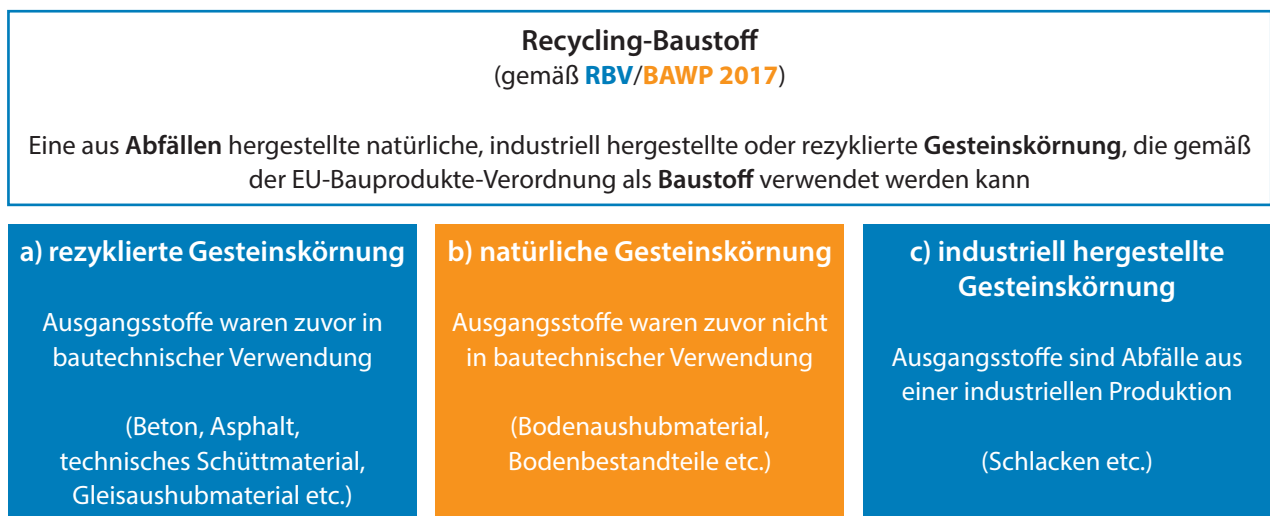 Recycling-Baustoff
(gemäß RBV/BAWP 2017)
Eine aus Abfällen hergestellte natürliche, industriell hergestellte oder rezyklierte Gesteinskörnung, die gemäß
der EU-Bauprodukte-Verordnung als Baustoff verwendet werden kann
a) rezyklierte Gesteinskörnung
Ausgangsstoffe waren zuvor in
bautechnischer Verwendung
(Beton, Asphalt,
technisches Schüttmaterial,
Gleisaushubmaterial etc.)
b) natürliche Gesteinskörnung
Ausgangsstoffe waren zuvor nicht
in bautechnischer Verwendung
(Bodenaushubmaterial,
Bodenbestandteile etc.)
c) industriell hergestellte
Gesteinskörnung
Ausgangsstoffe sind Abfälle aus
einer industriellen Produktion
(Schlacken etc.)